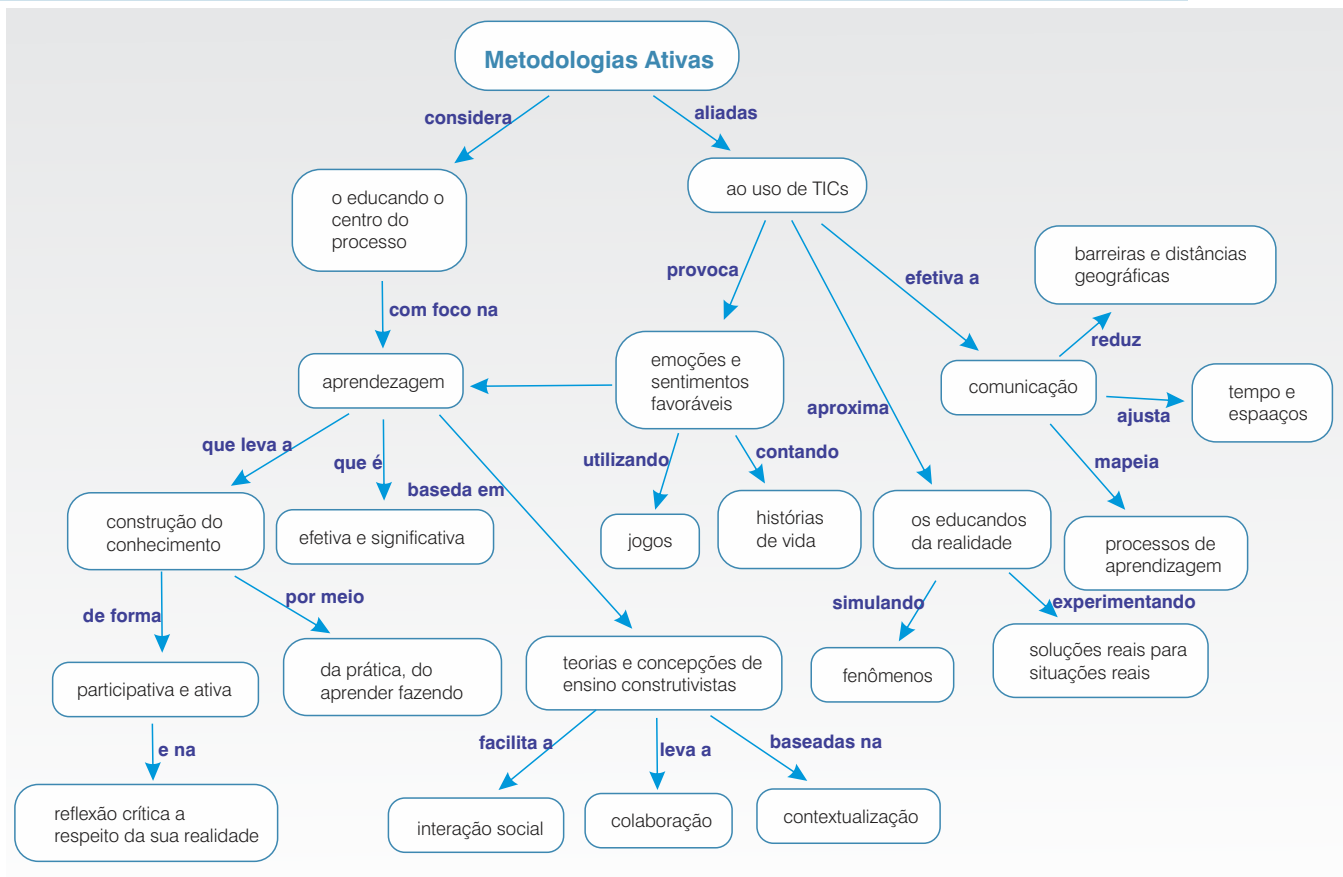 Metodologias Ativas
considera
aliadas
o educando o
centro do
processo
ao uso de TICs
provoca
efetiva a
barreiras e distâncias
geográficas
com foco na
reduz
aprendezagem
emoções e
sentimentos
favoráveis
aproxima
comunicação
ajusta
tempo e
espaaços
que leva a
que é
baseda em
utilizando
contando
mapeia
construção do
conhecimento
efetiva e significativa
jogos
histórias
de vida
os educandos
da realidade
processos de
aprendizagem
de forma
por meio
simulando
experimentando
participativa e ativa
da prática, do
aprender fazendo
teorias e concepções de
ensino construtivistas
fenômenos
soluções reais para
situações reais
e na
facilita a
leva a
baseadas na
reflexão crítica a
respeito da sua realidade
interação social
colaboração
contextualização